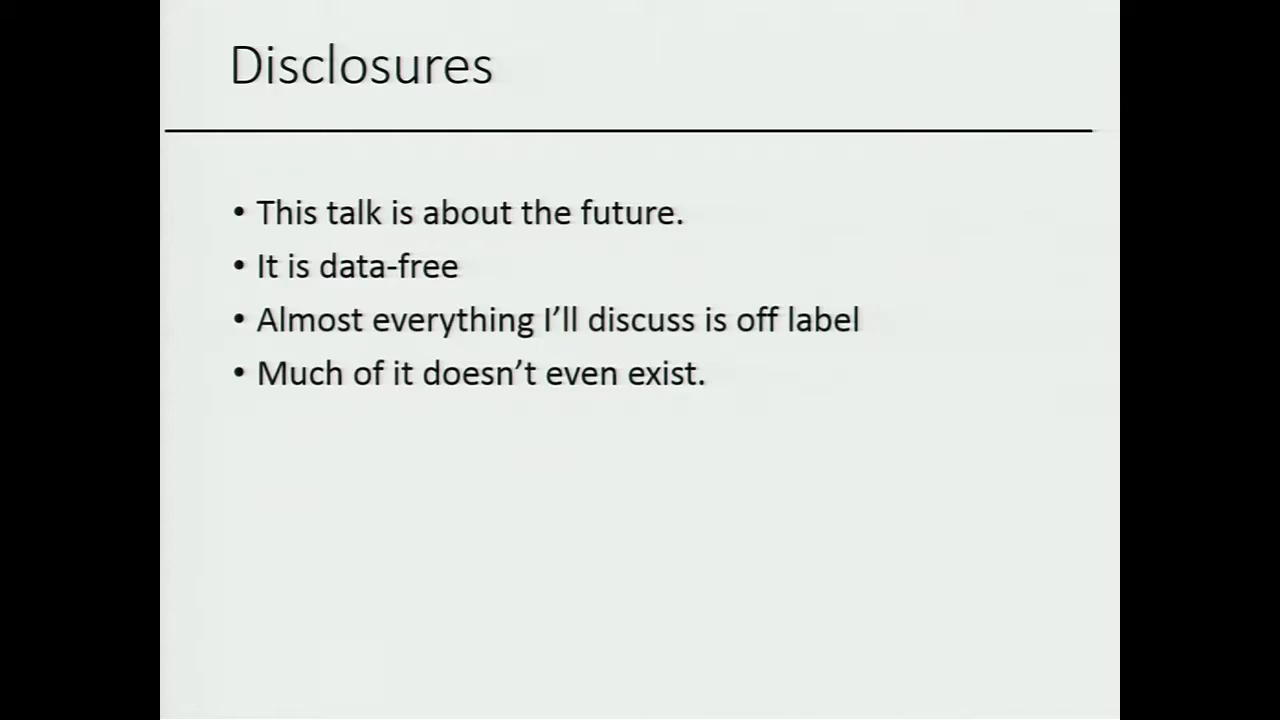 Disclosures
• This talk is about the future.
• It is data-free
• Almost everything I’ll discuss is off label
• Much of it doesn’t even exist.